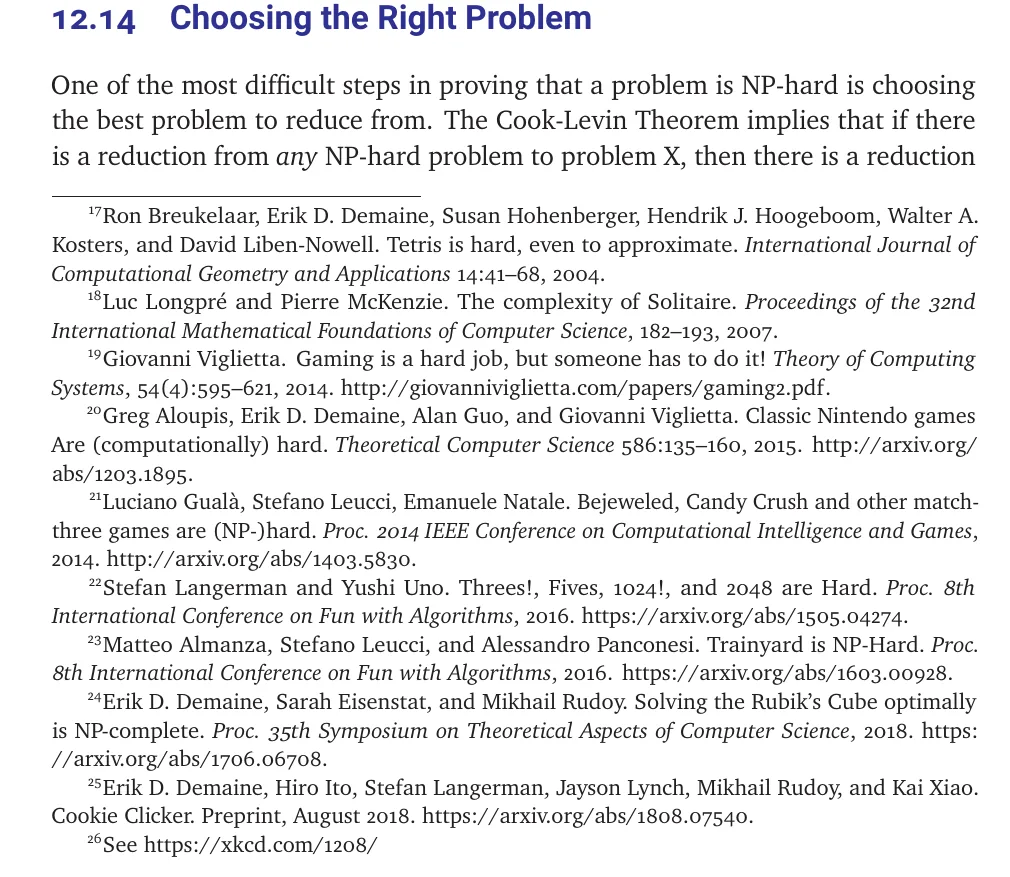 12.14 Choosing the Right Problem
One of the most difficult steps in proving that a problem is NP-hard is choosing
the best problem to reduce from. The Cook-Levin Theorem implies that if there
is a reduction from any NP-hard problem to problem X, then there is a reduction
¹⁷Ron Breukelaar, Erik D. Demaine, Susan Hohenberger, Hendrik J. Hoogeboom, Walter A.
Kosters, and David Liben-Nowell. Tetris is hard, even to approximate. International Journal of
Computational Geometry and Applications 14:41–68, 2004.
¹⁸Luc Longpré and Pierre McKenzie. The complexity of Solitaire. Proceedings of the 32nd
International Mathematical Foundations of Computer Science, 182–193, 2007.
¹⁹Giovanni Viglietta. Gaming is a hard job, but someone has to do it! Theory of Computing
Systems, 54(4):595–621, 2014. http://giovanniviglietta.com/papers/gaming2.pdf.
²⁰Greg Aloupis, Erik D. Demaine, Alan Guo, and Giovanni Viglietta. Classic Nintendo games
Are (computationally) hard. Theoretical Computer Science 586:135–160, 2015. http://arxiv.org/
abs/1203.1895.
²¹Luciano Gualà, Stefano Leucci, Emanuele Natale. Bejeweled, Candy Crush and other match-
three games are (NP-)hard. Proc. 2014 IEEE Conference on Computational Intelligence and Games,
2014. http://arxiv.org/abs/1403.5830.
²²Stefan Langerman and Yushi Uno. Threes!, Fives, 1024!, and 2048 are Hard. Proc. 8th
International Conference on Fun with Algorithms, 2016. https://arxiv.org/abs/1505.04274.
²³Matteo Almanza, Stefano Leucci, and Alessandro Panconesi. Trainyard is NP-Hard. Proc.
8th International Conference on Fun with Algorithms, 2016. https://arxiv.org/abs/1603.00928.
²⁴Erik D. Demaine, Sarah Eisenstat, and Mikhail Rudoy. Solving the Rubik's Cube optimally
is NP-complete. Proc. 35th Symposium on Theoretical Aspects of Computer Science, 2018. https:
//arxiv.org/abs/1706.06708.
²⁵Erik D. Demaine, Hiro Ito, Stefan Langerman, Jayson Lynch, Mikhail Rudoy, and Kai Xiao.
Cookie Clicker. Preprint, August 2018. https://arxiv.org/abs/1808.07540.
²⁶See https://xkcd.com/1208/